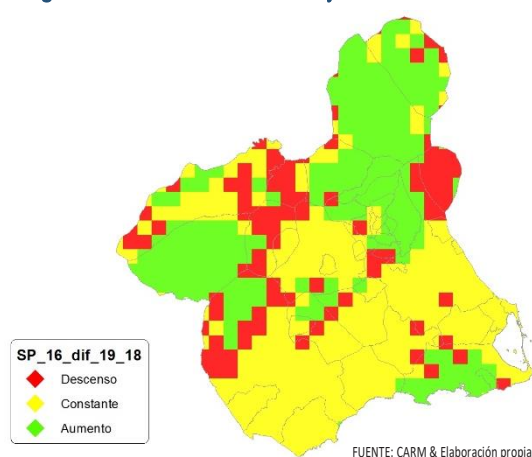 SP_16_dif_19_18
Descenso
Constante
Aumento
FUENTE: CARM & Elaboración propia